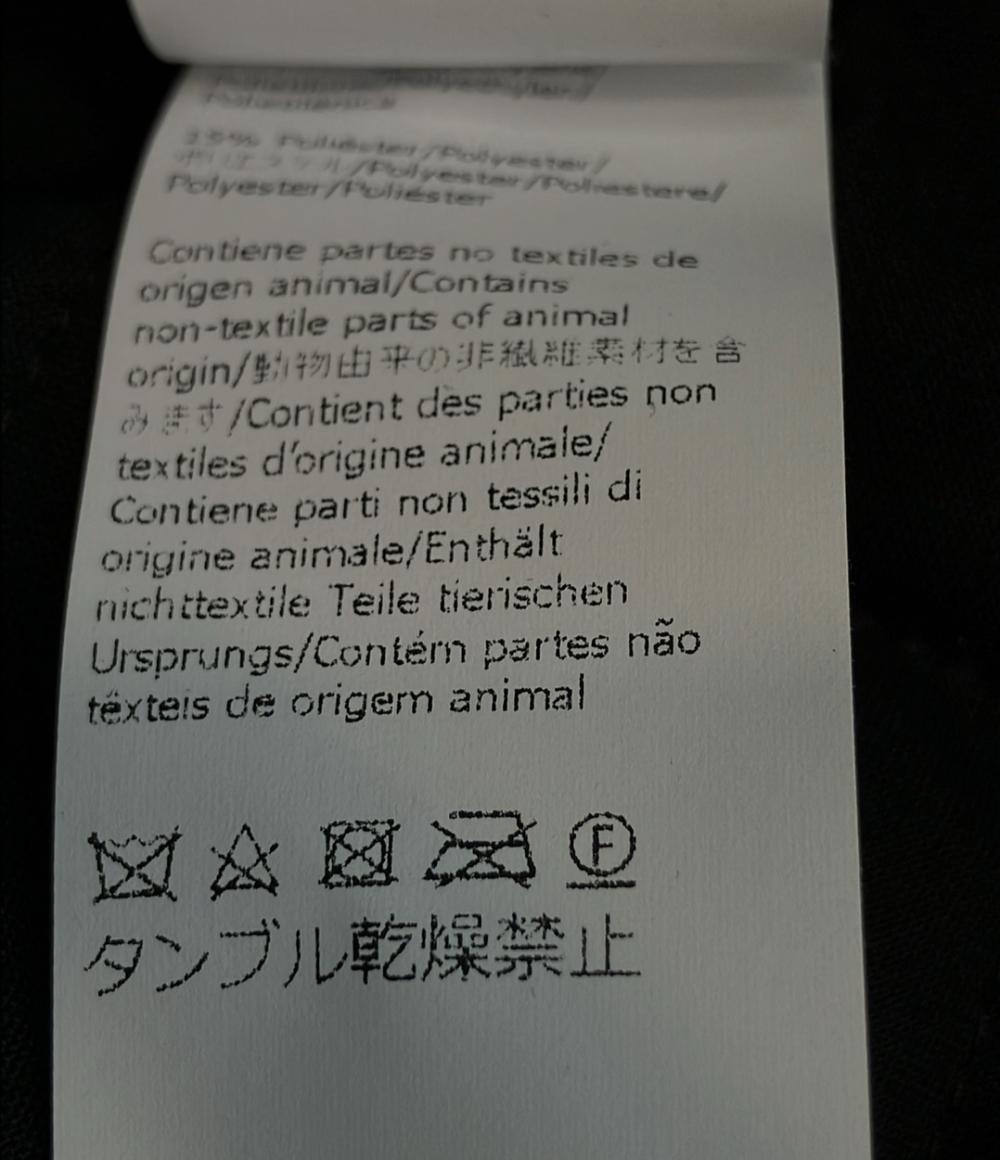 Poliéster/Polyester/
/Polyester/Poliestere/
Polyester/Poliéster
Contiene partes no textiles de
origen animal/Contains
non-textile parts of animal
origin/動物由来の非繊維素材を含
みます/Contient des parties non
textiles d'origine animale/
Contiene parti non tessili di
origine animale/Enthält
nichttextile Teile tierischen
Ursprungs/Contém partes não
têxteis de origem animal
F
タンブル乾燥禁止